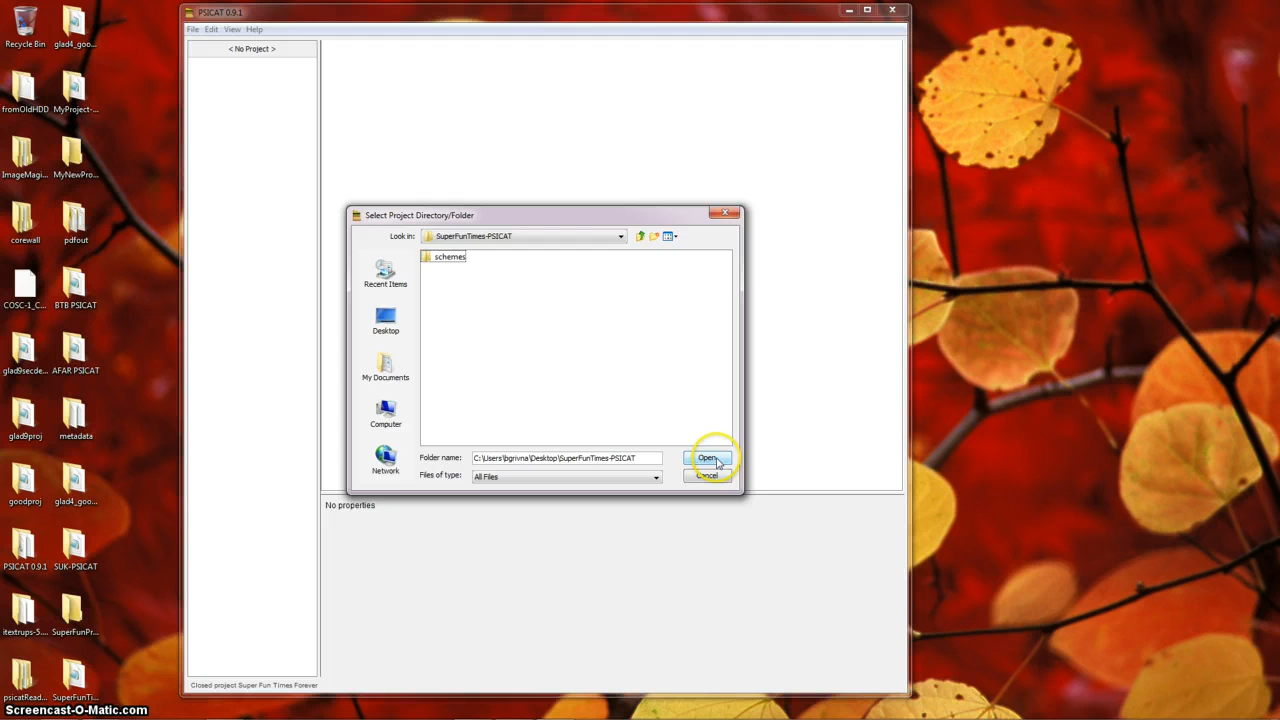 PSICAT 0.9.1
File Edit View Help
< No Project >
Select Project Directory/Folder
Look in: SuperFunTimes-PSICAT
schemes
Recent Items
Desktop
My Documents
Computer
Network
Folder name: C:\Users\bgrivna\Desktop\SuperFunTimes-PSICAT Open
Files of type: All Files Cancel
No properties
Closed project Super Fun Times Forever
Recycle Bin glad4_goo...
fromOldHDD MyProject-...
ImageMagi... MyNewPro...
corewall pdfout
COSC-1_C... BTB PSICAT
glad9secde... AFAR PSICAT
glad9proj metadata
goodproj glad4_goo...
PSICAT 0.9.1 SUK-PSICAT
itextrups-5.... SuperFunPr...
psicatRead... SuperFunTi...
Screencast-O-Matic.com